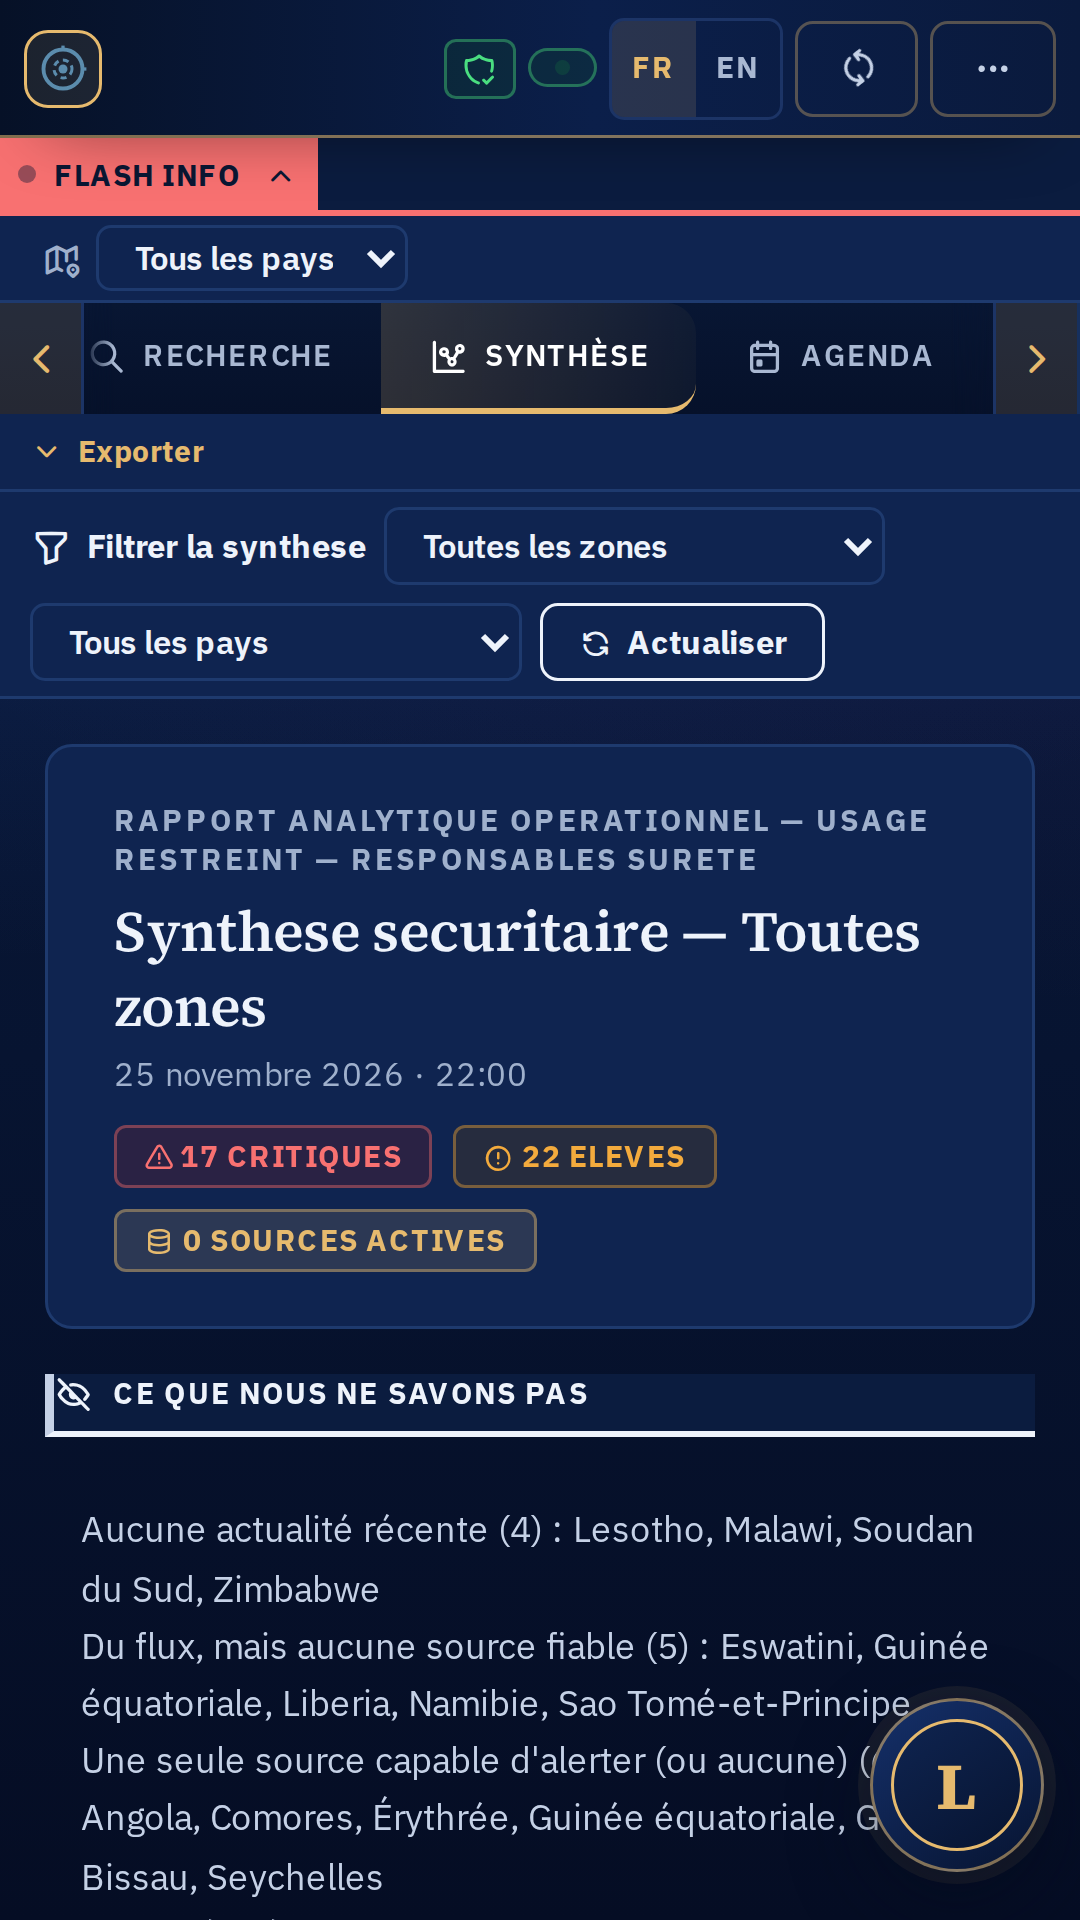 FR EN
FLASH INFO
Tous les pays
RECHERCHE SYNTHÈSE AGENDA
Exporter
Filtrer la synthese Toutes les zones
Tous les pays Actualiser
RAPPORT ANALYTIQUE OPERATIONNEL — USAGE
RESTREINT — RESPONSABLES SURETE
Synthese securitaire — Toutes
zones
25 novembre 2026 · 22:00
17 CRITIQUES 22 ELEVES
0 SOURCES ACTIVES
CE QUE NOUS NE SAVONS PAS
Aucune actualité récente (4) : Lesotho, Malawi, Soudan
du Sud, Zimbabwe
Du flux, mais aucune source fiable (5) : Eswatini, Guinée
équatoriale, Liberia, Namibie, Sao Tomé-et-Principe
Une seule source capable d'alerter (ou aucune)
Angola, Comores, Érythrée, Guinée équatoriale,
Bissau, Seychelles
L